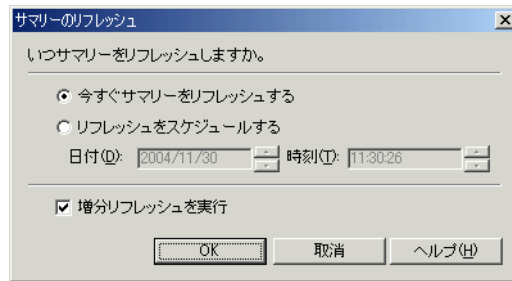 サマリーのリフレッシュ
いつサマリーをリフレッシュしますか。
今すぐサマリーをリフレッシュする
リフレッシュをスケジュールする
日付(D): 2004/11/30 時刻(T): 11:30:26
増分リフレッシュを実行
OK 取消 ヘルプ(H)